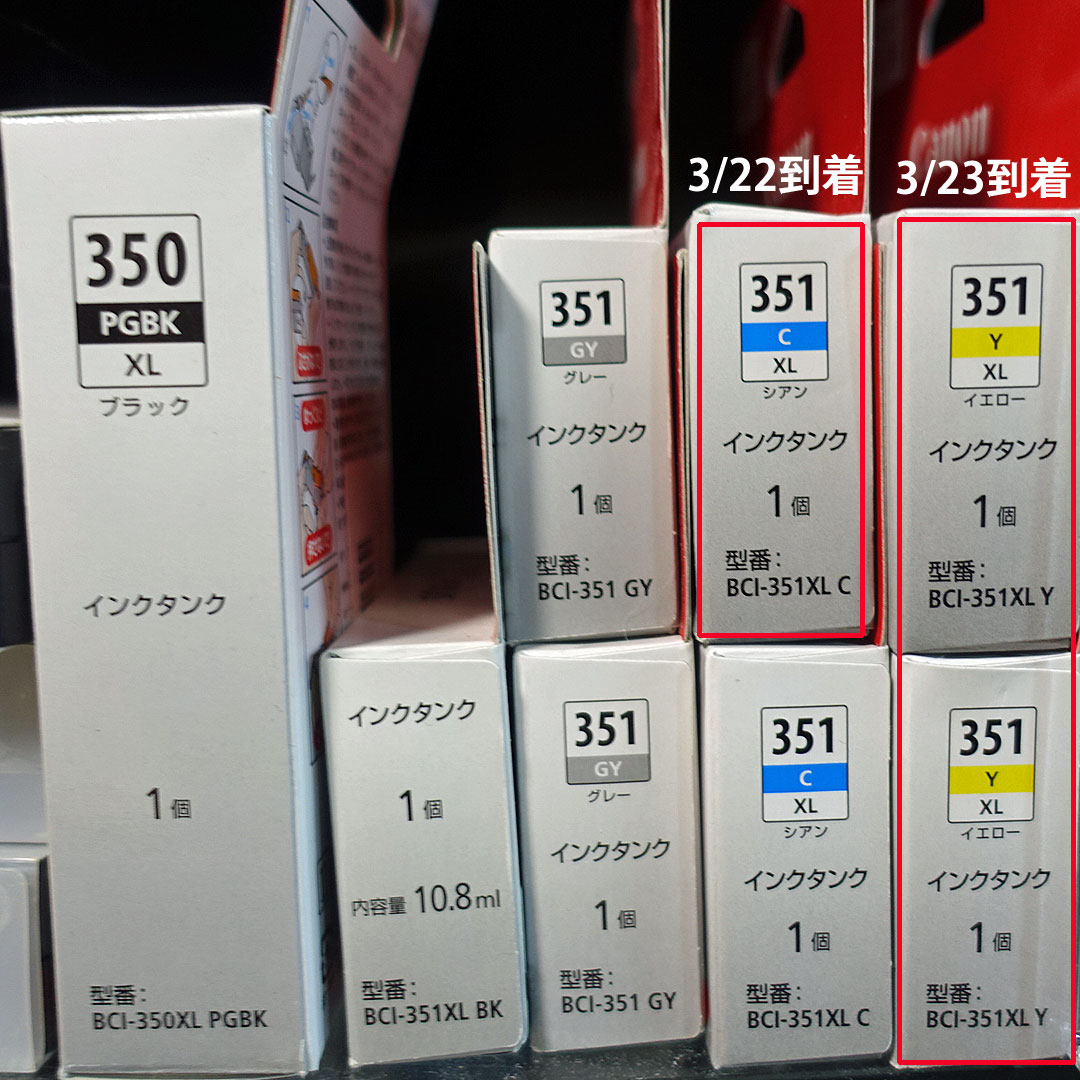 Canon
3/22到着
3/23到着
350
PGBK
XL
ブラック
インクタンク
1個
型番：
BCI-350XL PGBK
351
GY
グレー
インクタンク
1個
型番：
BCI-351 GY
351
C
XL
シアン
インクタンク
1個
型番：
BCI-351XL C
351
Y
XL
イエロー
インクタンク
1個
型番：
BCI-351XL Y
インクタンク
1個
内容量 10.8ml
型番：
BCI-351XL BK
351
GY
グレー
インクタンク
1個
型番：
BCI-351 GY
351
C
XL
シアン
インクタンク
1個
型番：
BCI-351XL C
351
Y
XL
イエロー
インクタンク
1個
型番：
BCI-351XL Y